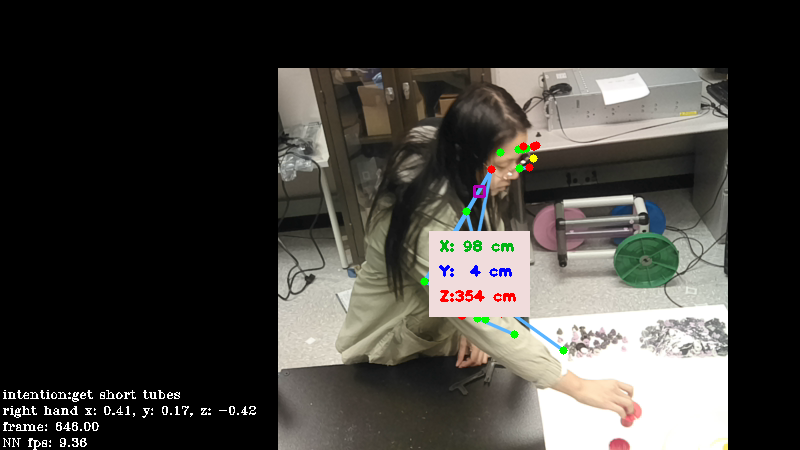 X: 98 cm
Y: 4 cm
Z:354 cm
intention:get short tubes
right hand x: 0.41, y: 0.17, z: −0.42
frame: 646.00
NN fps: 9.36